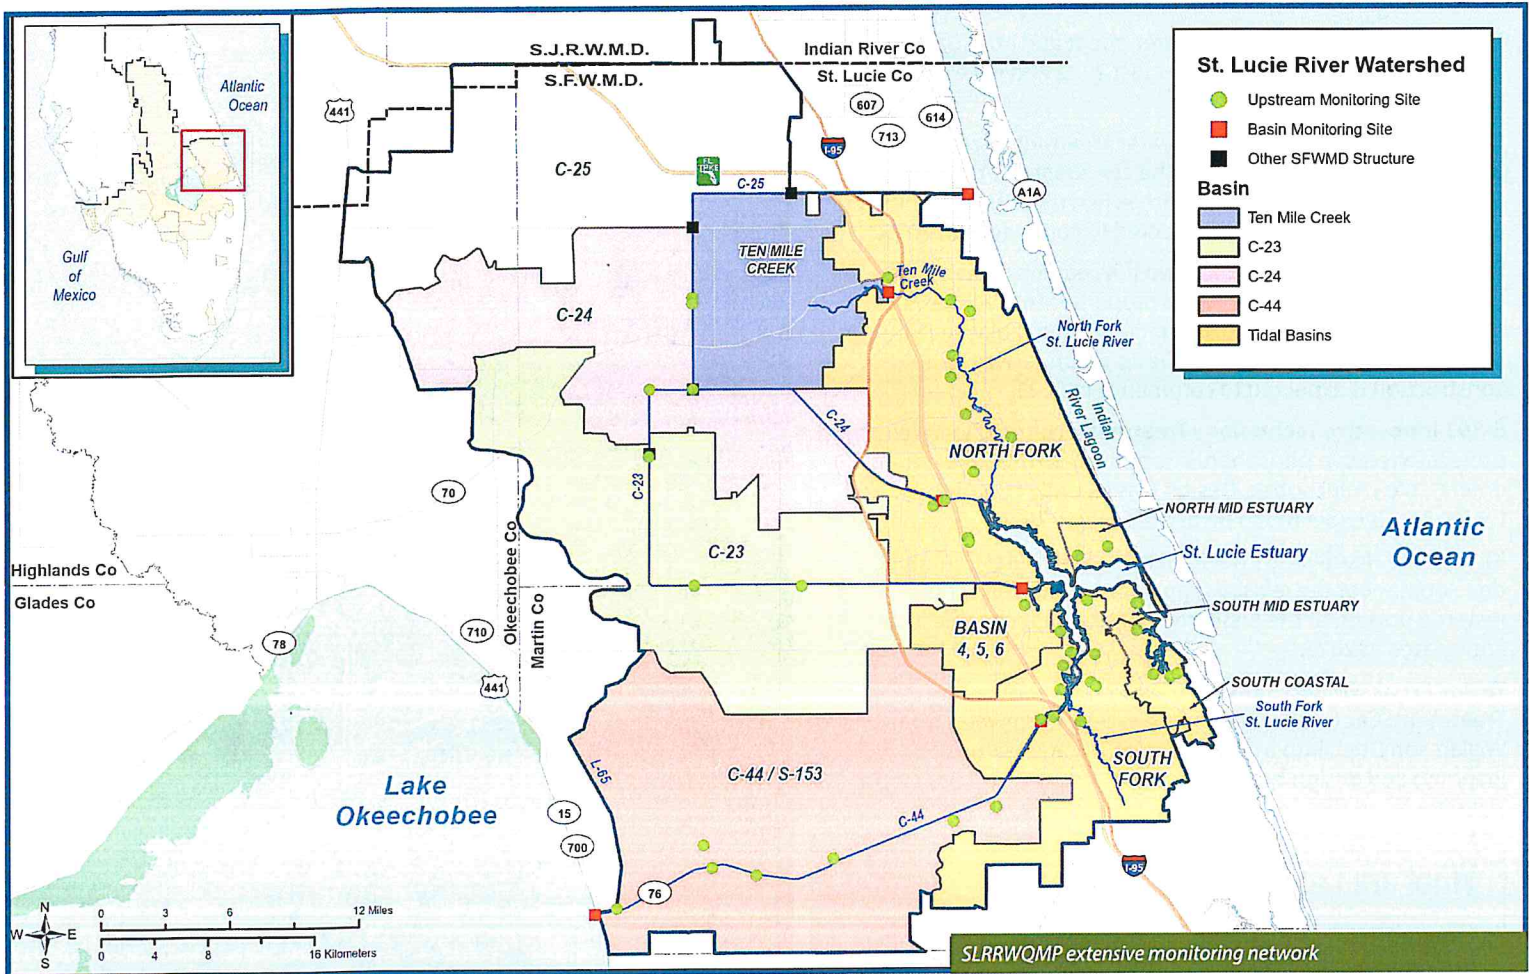 S.J.R.W.M.D.
S.F.W.M.D.
Indian River Co
St. Lucie Co
Atlantic
Ocean
Gulf
of
Mexico
441
607
614
713
I-95
A1A
FL
TPKE
C-25
C-25
St. Lucie River Watershed
Upstream Monitoring Site
Basin Monitoring Site
Other SFWMD Structure
Basin
Ten Mile Creek
C-23
C-24
C-44
Tidal Basins
TEN MILE
CREEK
Ten Mile
Creek
C-24
North Fork
St. Lucie River
Indian
River Lagoon
C-24
NORTH FORK
70
C-23
NORTH MID ESTUARY
Atlantic
Ocean
C-23
St. Lucie Estuary
Highlands Co
Glades Co
Okeechobee Co
Martin Co
SOUTH MID ESTUARY
BASIN
4, 5, 6
710
78
441
SOUTH COASTAL
South Fork
St. Lucie River
L-65
C-44 / S-153
SOUTH
FORK
Lake
Okeechobee
15
700
C-44
I-95
76
N
W
E
S
0 3 6 12 Miles
0 4 8 16 Kilometers
SLRRWQMP extensive monitoring network